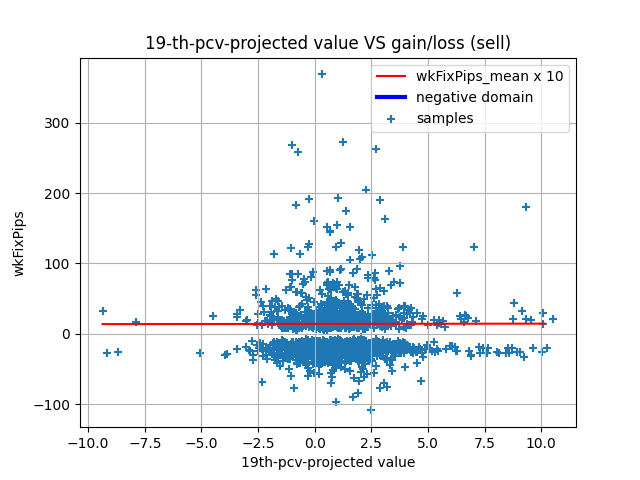 19-th-pcv-projected value VS gain/loss (sell)
wkFixPips_mean x 10
negative domain
samples
wkFixPips
300
200
100
0
−100
−10.0 −7.5 −5.0 −2.5 0.0 2.5 5.0 7.5 10.0
19th-pcv-projected value